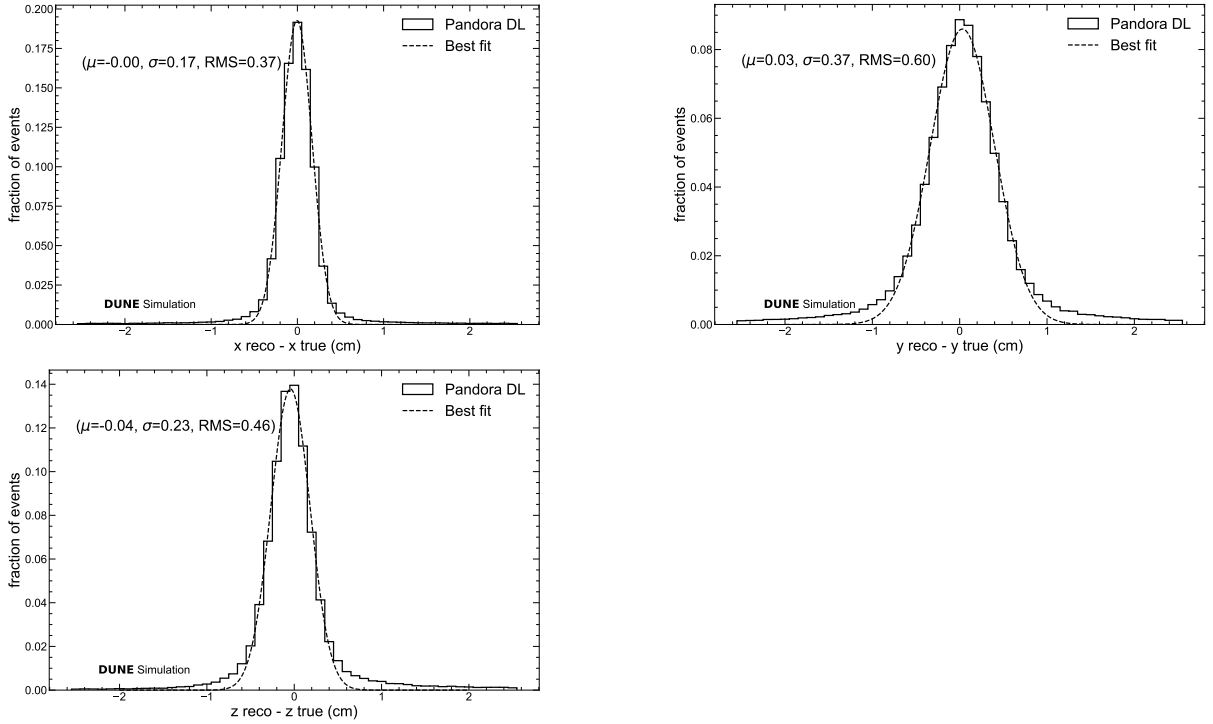 0.200
0.175
0.150
0.125
0.100
0.075
0.050
0.025
0.000
fraction of events
Pandora DL
Best fit
(μ=-0.00, σ=0.17, RMS=0.37)
DUNE Simulation
−2 −1 0 1 2
x reco - x true (cm)
0.08
0.06
0.04
0.02
0.00
fraction of events
Pandora DL
Best fit
(μ=0.03, σ=0.37, RMS=0.60)
DUNE Simulation
−2 −1 0 1 2
y reco - y true (cm)
0.14
0.12
0.10
0.08
0.06
0.04
0.02
0.00
fraction of events
Pandora DL
Best fit
(μ=-0.04, σ=0.23, RMS=0.46)
DUNE Simulation
−2 −1 0 1 2
z reco - z true (cm)